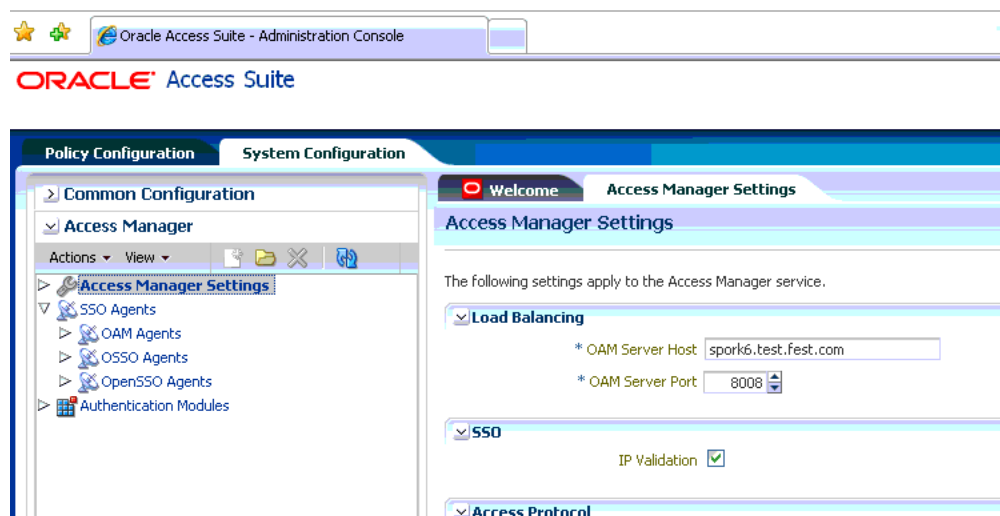 Oracle Access Suite - Administration Console
ORACLE Access Suite
Policy Configuration System Configuration
Common Configuration
Access Manager
Actions View
Access Manager Settings
SSO Agents
OAM Agents
OSSO Agents
OpenSSO Agents
Authentication Modules
Welcome Access Manager Settings
Access Manager Settings
The following settings apply to the Access Manager service.
Load Balancing
* OAM Server Host spork6.test.fest.com
* OAM Server Port 8008
SSO
IP Validation
Access Protocol